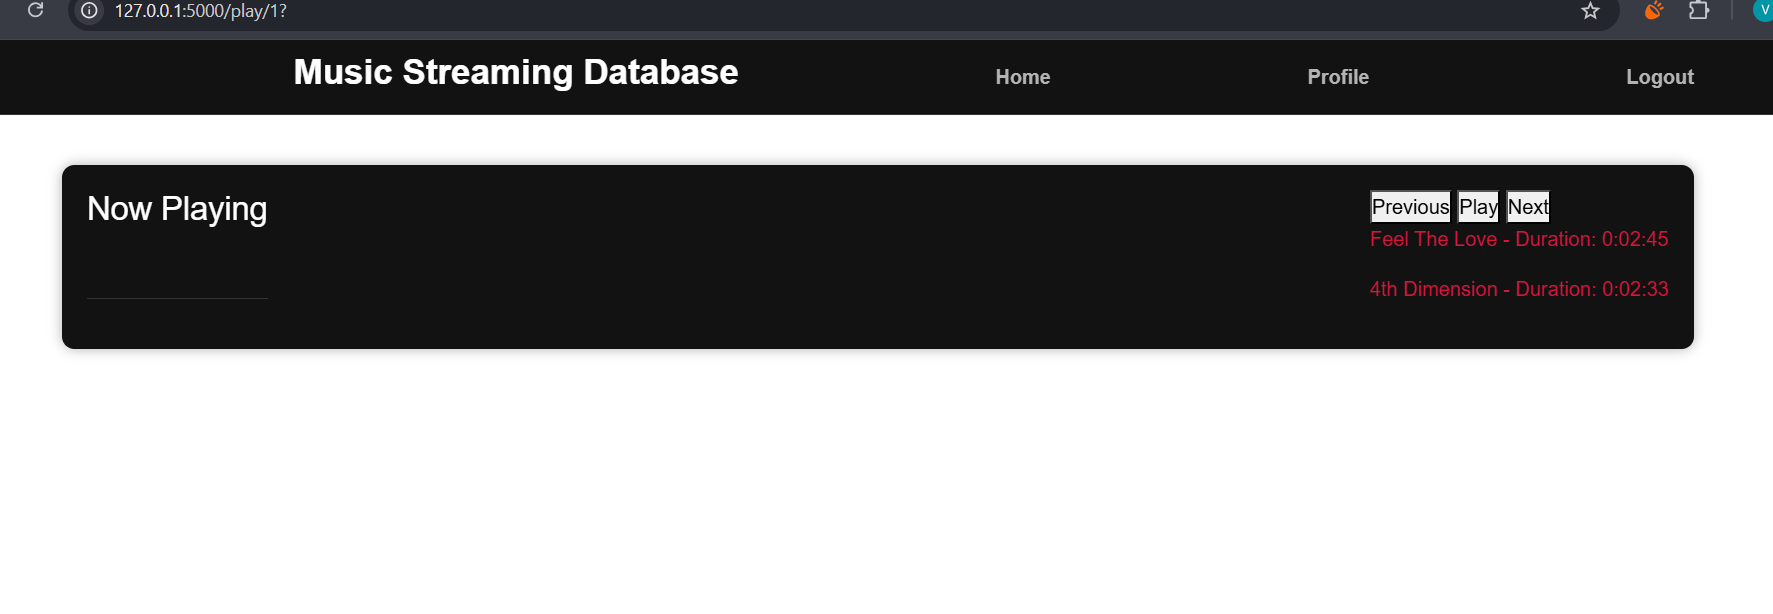 127.0.0.1:5000/play/1?
V
Music Streaming Database Home Profile Logout
Now Playing
Previous Play Next
Feel The Love - Duration: 0:02:45
4th Dimension - Duration: 0:02:33